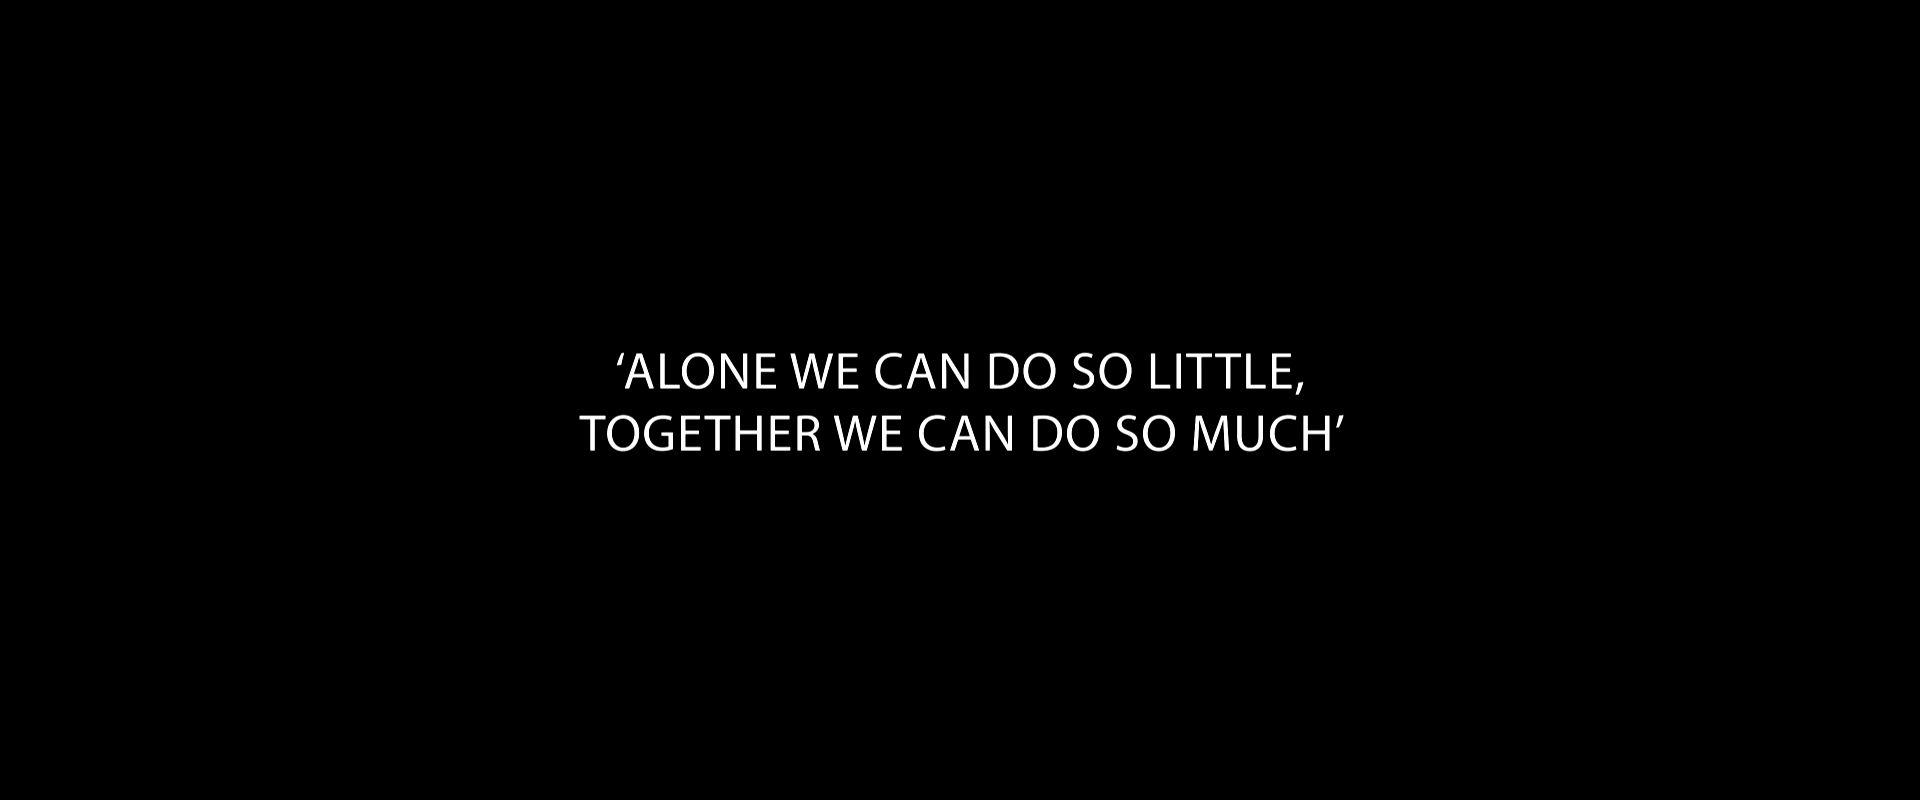 ‘ALONE WE CAN DO SO LITTLE,
TOGETHER WE CAN DO SO MUCH’